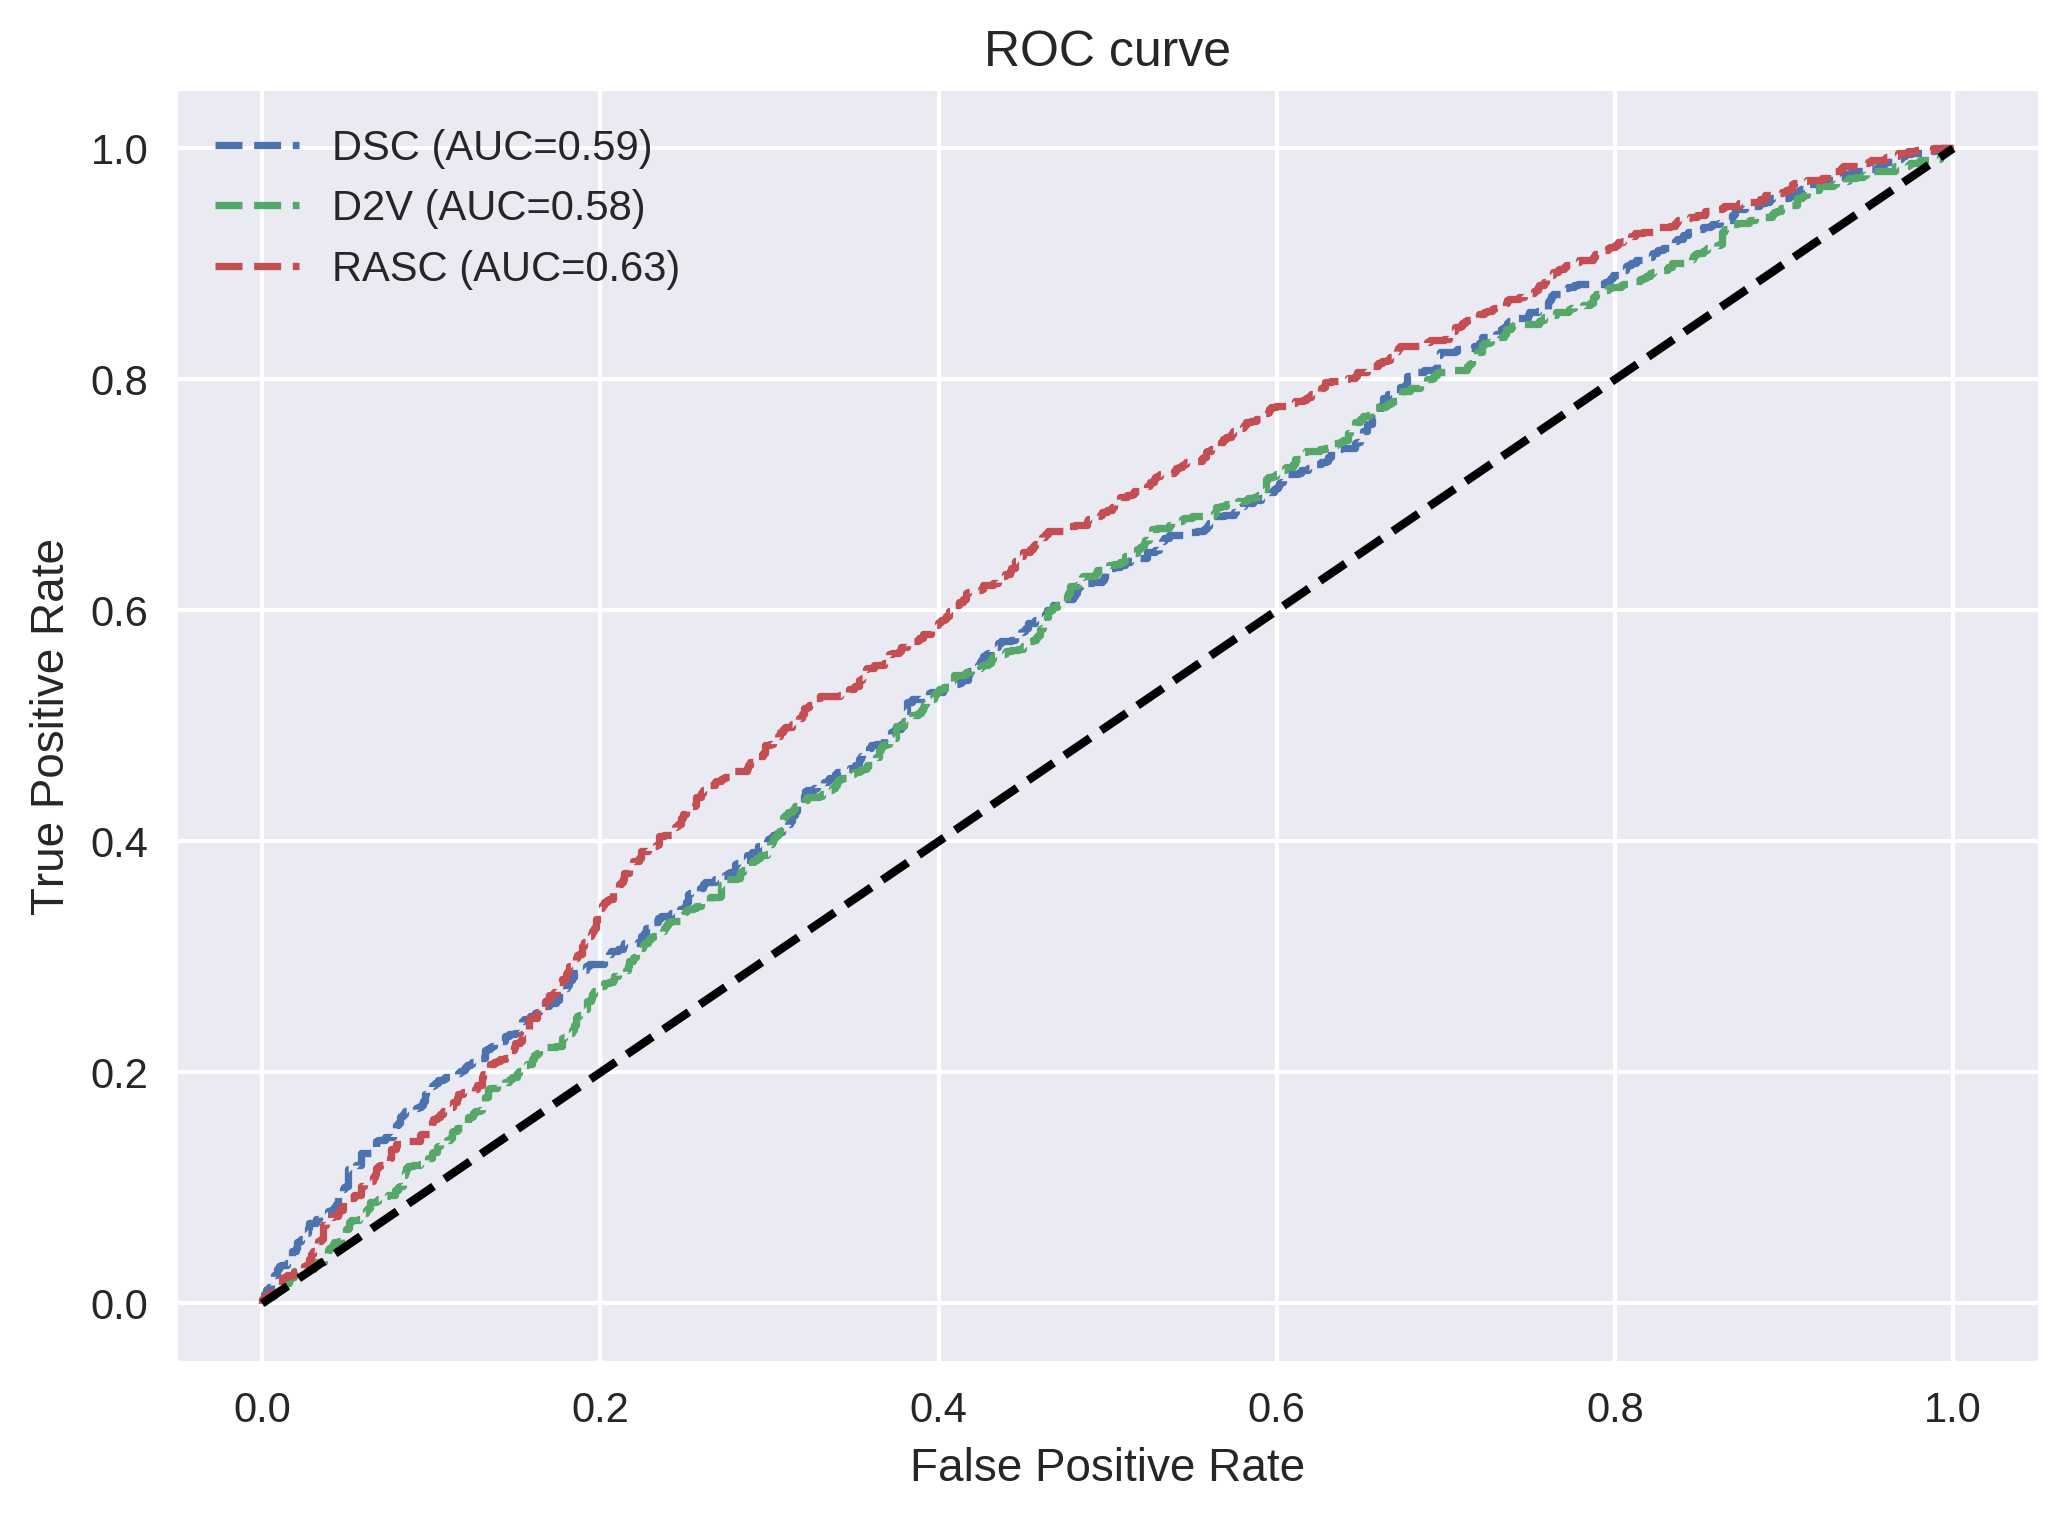 ROC curve
DSC (AUC=0.59)
D2V (AUC=0.58)
RASC (AUC=0.63)
True Positive Rate
1.0
0.8
0.6
0.4
0.2
0.0
0.0 0.2 0.4 0.6 0.8 1.0
False Positive Rate